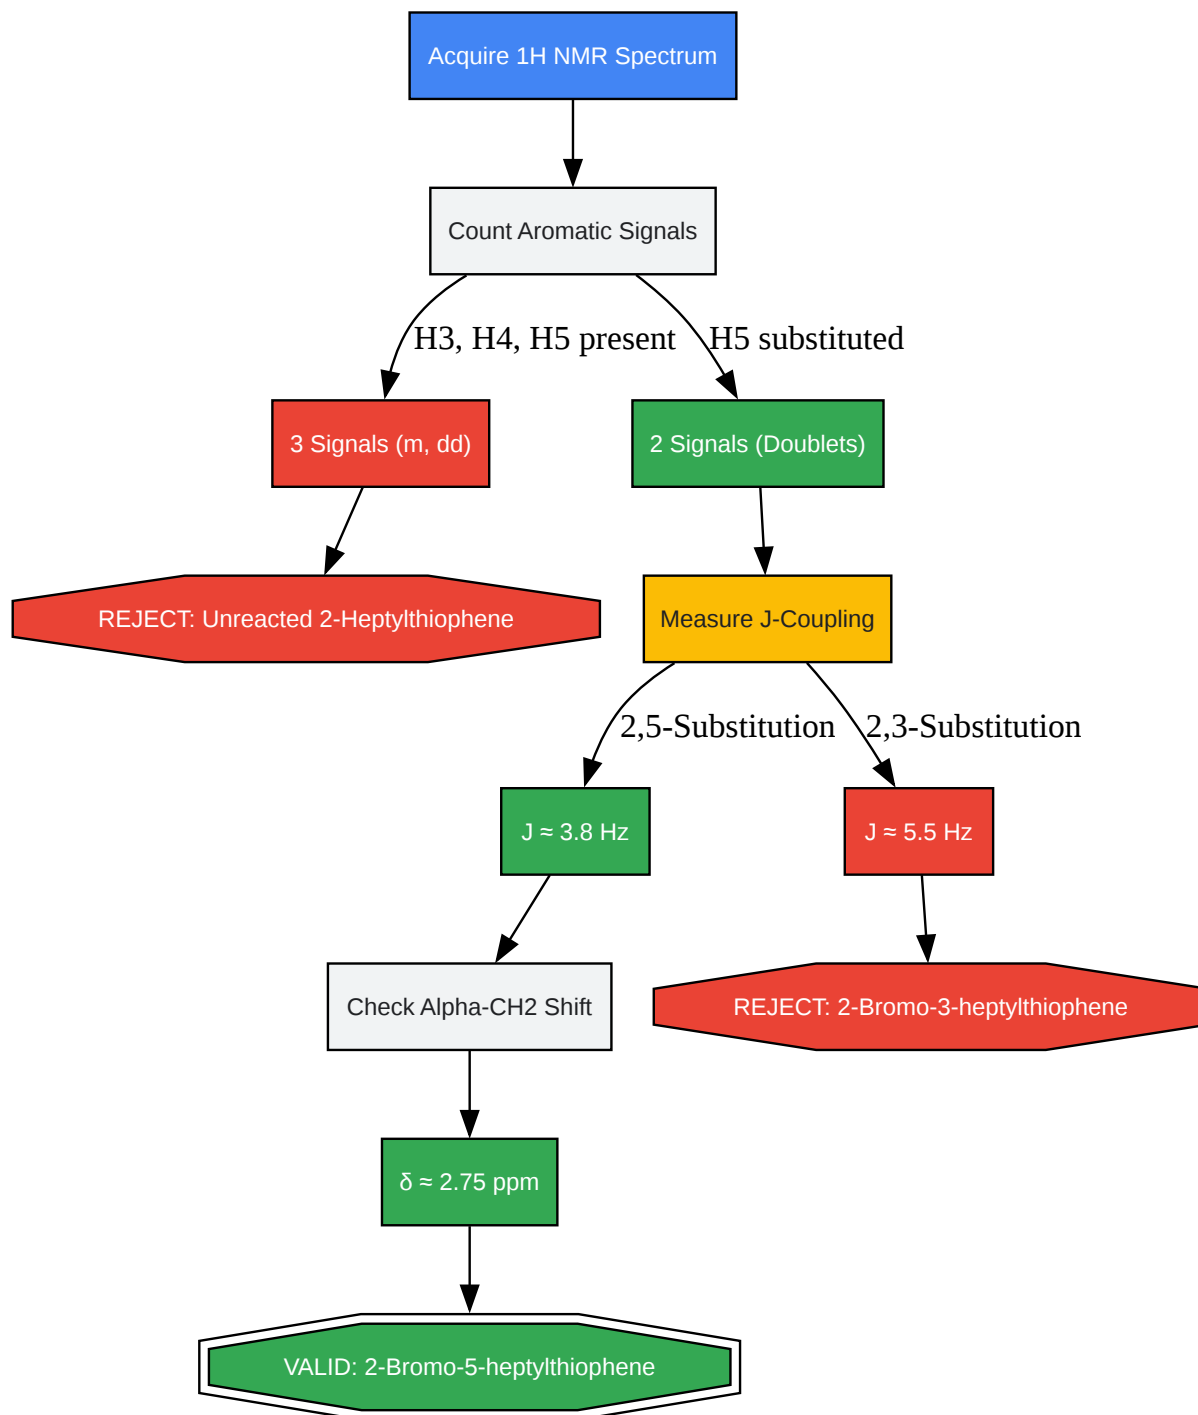 Acquire 1H NMR Spectrum
Count Aromatic Signals
H3, H4, H5 present
H5 substituted
3 Signals (m, dd)
2 Signals (Doublets)
REJECT: Unreacted 2-Heptylthiophene
Measure J-Coupling
2,5-Substitution
2,3-Substitution
J ≈ 3.8 Hz
J ≈ 5.5 Hz
Check Alpha-CH2 Shift
REJECT: 2-Bromo-3-heptylthiophene
δ ≈ 2.75 ppm
VALID: 2-Bromo-5-heptylthiophene